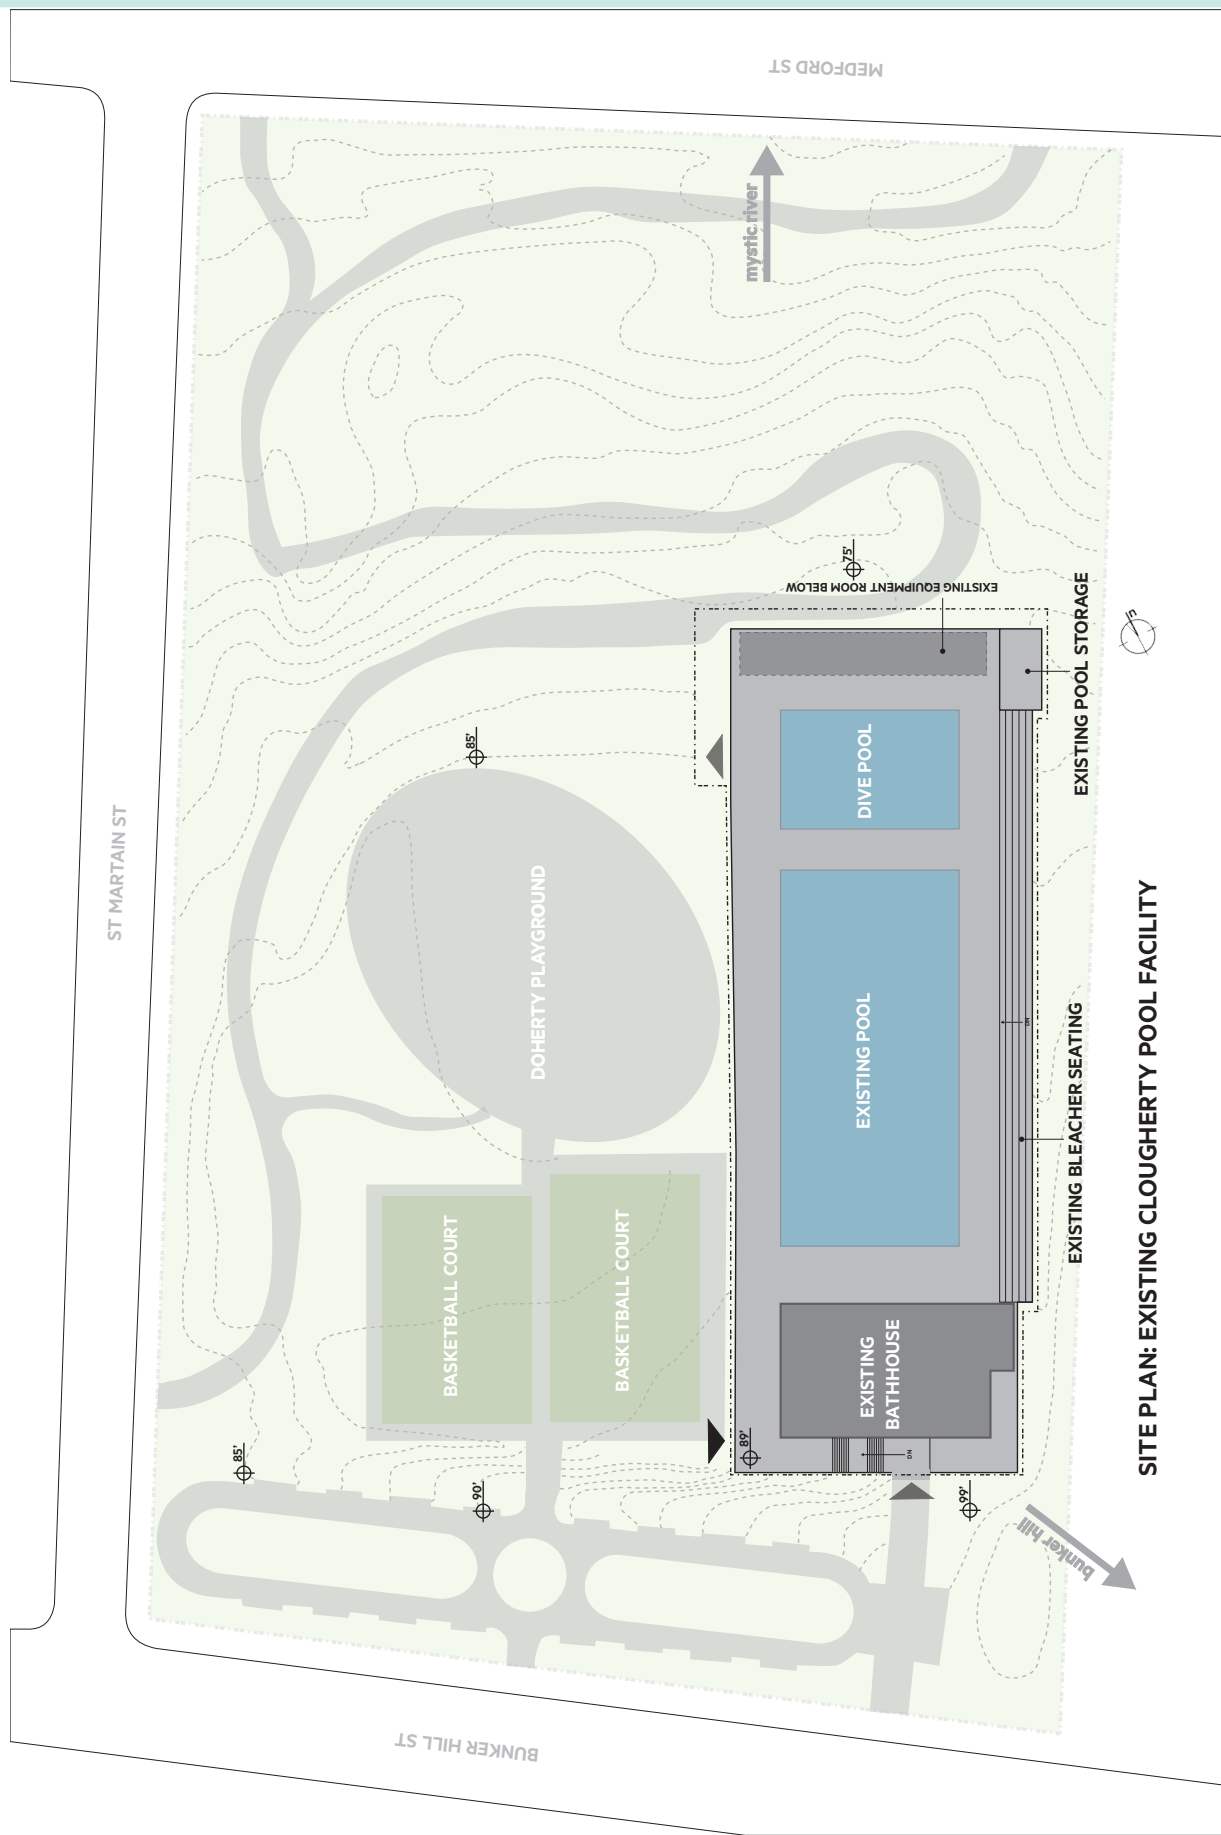 MEDFORD ST
mystic river
ST MARTAIN ST
75'
EXISTING EQUIPMENT ROOM BELOW
EXISTING POOL STORAGE
n
85'
DIVE POOL
DOHERTY PLAYGROUND
EXISTING POOL
DN
EXISTING BLEACHER SEATING
BASKETBALL COURT
BASKETBALL COURT
EXISTING
BATHHOUSE
89'
DN
85'
90'
99'
bunker hill
BUNKER HILL ST
SITE PLAN: EXISTING CLOUGHERTY POOL FACILITY